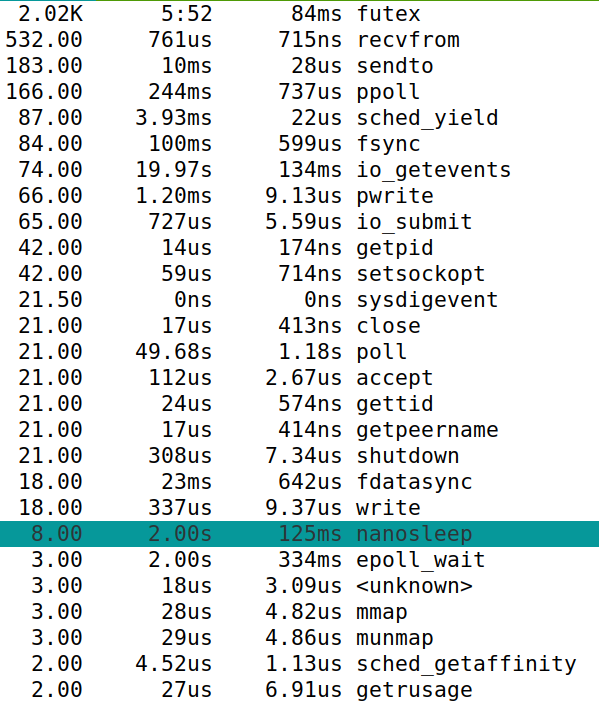 2.02K 5:52 84ms futex
532.00 761us 715ns recvfrom
183.00 10ms 28us sendto
166.00 244ms 737us ppoll
87.00 3.93ms 22us sched_yield
84.00 100ms 599us fsync
74.00 19.97s 134ms io_getevents
66.00 1.20ms 9.13us pwrite
65.00 727us 5.59us io_submit
42.00 14us 174ns getpid
42.00 59us 714ns setsockopt
21.50 0ns 0ns sysdigevent
21.00 17us 413ns close
21.00 49.68s 1.18s poll
21.00 112us 2.67us accept
21.00 24us 574ns gettid
21.00 17us 414ns getpeername
21.00 308us 7.34us shutdown
18.00 23ms 642us fdatasync
18.00 337us 9.37us write
8.00 2.00s 125ms nanosleep
3.00 2.00s 334ms epoll_wait
3.00 18us 3.09us <unknown>
3.00 28us 4.82us mmap
3.00 29us 4.86us munmap
2.00 4.52us 1.13us sched_getaffinity
2.00 27us 6.91us getrusage